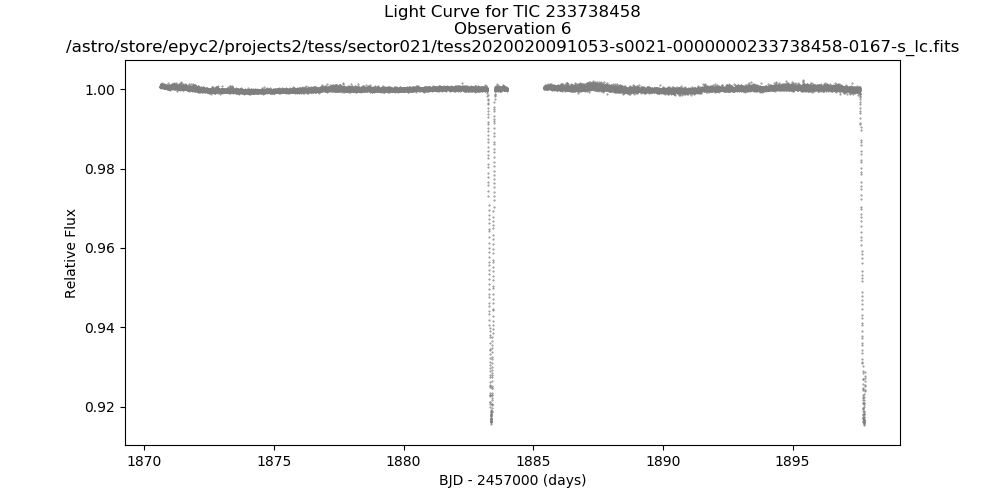 Light Curve for TIC 233738458
Observation 6
/astro/store/epyc2/projects2/tess/sector021/tess2020020091053-s0021-0000000233738458-0167-s_lc.fits
1.00
0.98
0.96
0.94
0.92
Relative Flux
1870
1875
1880
1885
1890
1895
BJD - 2457000 (days)